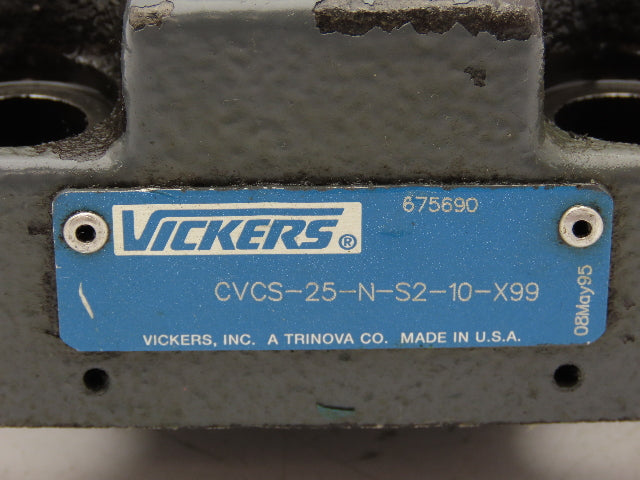 VICKERS®
675690
CVCS-25-N-S2-10-X99
08May95
VICKERS, INC. A TRINOVA CO. MADE IN U.S.A.